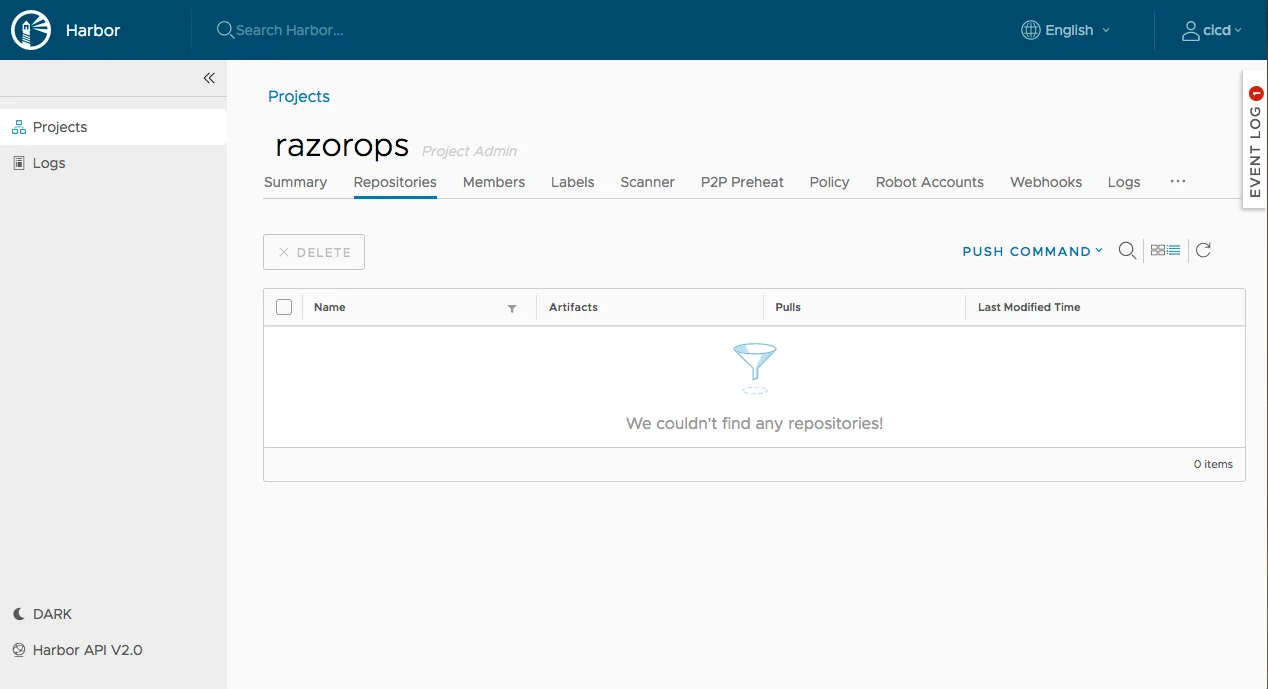 Harbor
Search Harbor...
English
cicd
Projects
Logs
DARK
Harbor API V2.0
Projects
razorops Project Admin
Summary Repositories Members Labels Scanner P2P Preheat Policy Robot Accounts Webhooks Logs ...
DELETE
PUSH COMMAND
Name Artifacts Pulls Last Modified Time
We couldn't find any repositories!
0 items
EVENT LOG 1